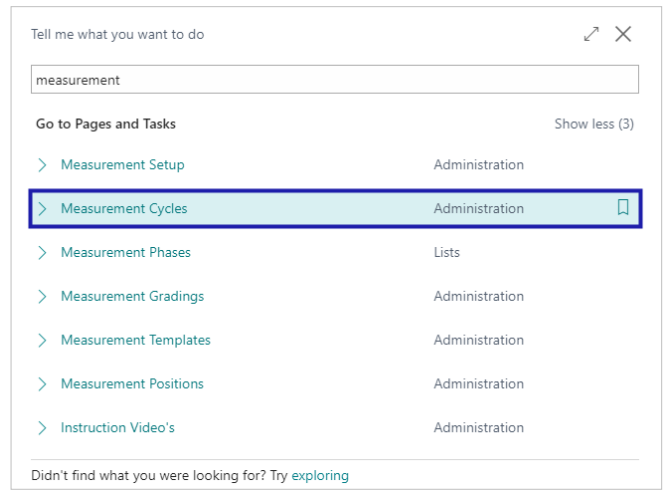 Tell me what you want to do
measurement
Go to Pages and Tasks Show less (3)
Measurement Setup Administration
Measurement Cycles Administration
Measurement Phases Lists
Measurement Gradings Administration
Measurement Templates Administration
Measurement Positions Administration
Instruction Video's Administration
Didn't find what you were looking for? Try exploring